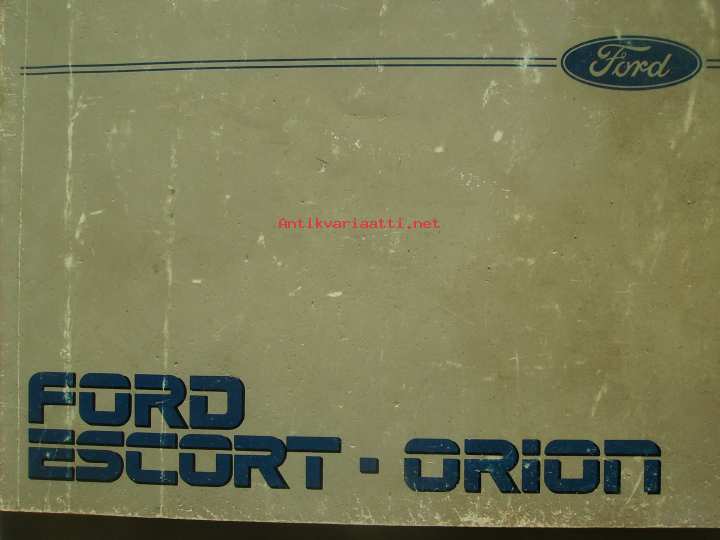 Ford
Antikvariaatti.net
FORD
ESCORT · ORION